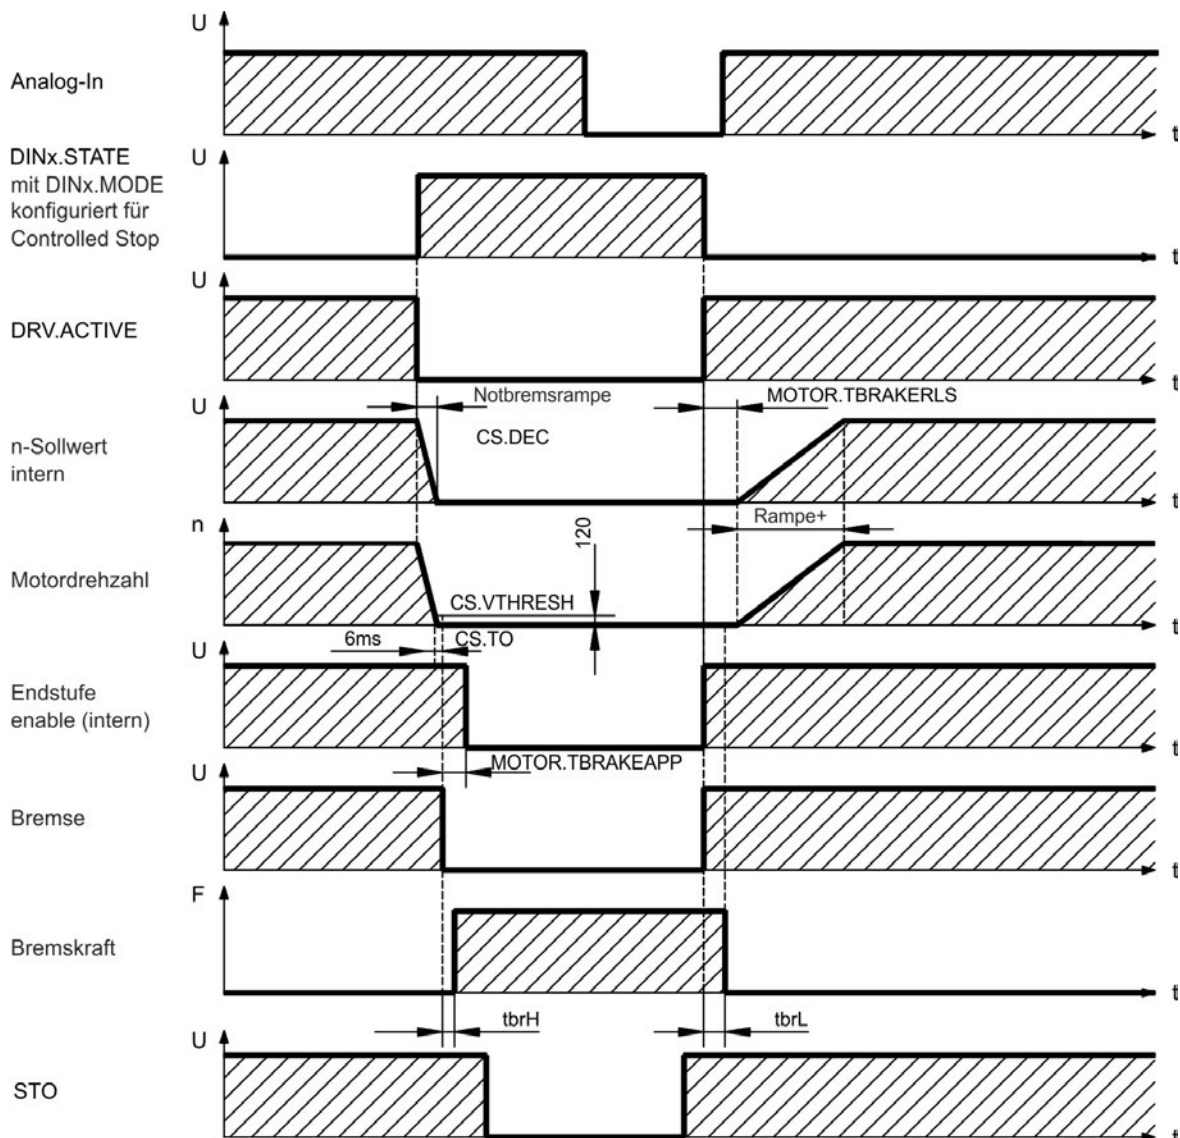 U
Analog-In
t
DINx.STATE
mit DINx.MODE
konfiguriert für
Controlled Stop
U
t
U
DRV.ACTIVE
t
Notbremsrampe
MOTOR.TBRAKERLS
U
CS.DEC
n-Sollwert
intern
t
n
Rampe+
120
Motordrehzahl
CS.VTHRESH
t
6ms
CS.TO
U
Endstufe
enable (intern)
t
MOTOR.TBRAKEAPP
U
Bremse
t
F
Bremskraft
t
tbrH
tbrL
U
STO
t